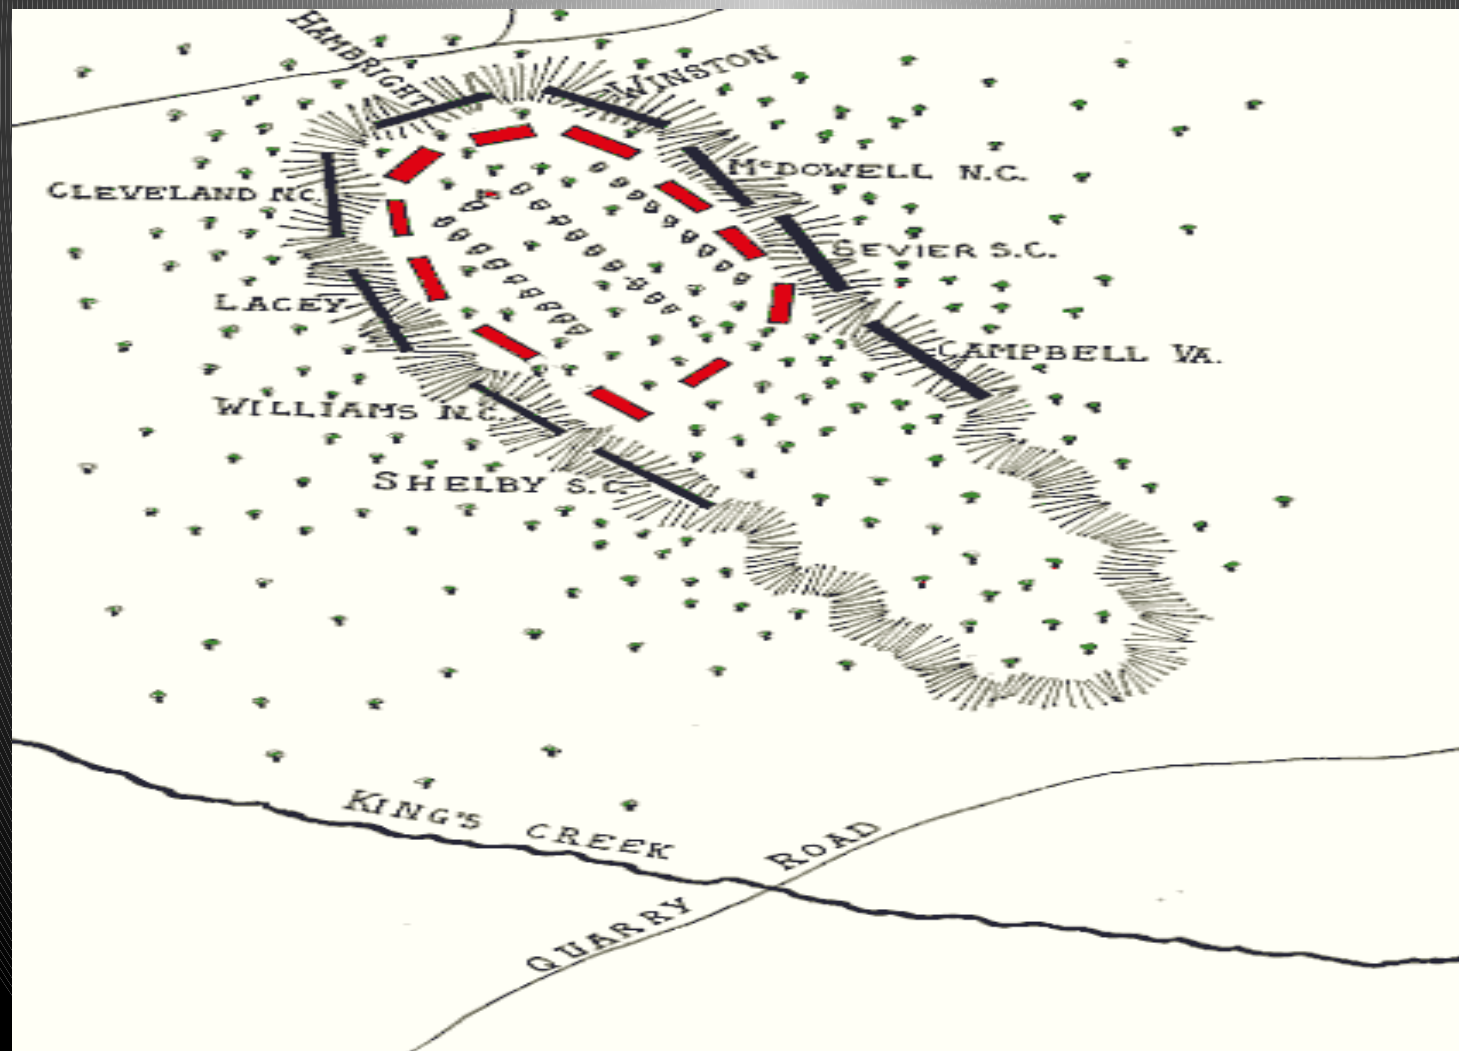 HAMBRIGHT
WINSTON
McDOWELL N.C.
CLEVELAND N.C.
SEVIER S.C.
LACEY
CAMPBELL VA.
WILLIAMS N.C.
SHELBY S.C.
KING'S CREEK
QUARRY ROAD